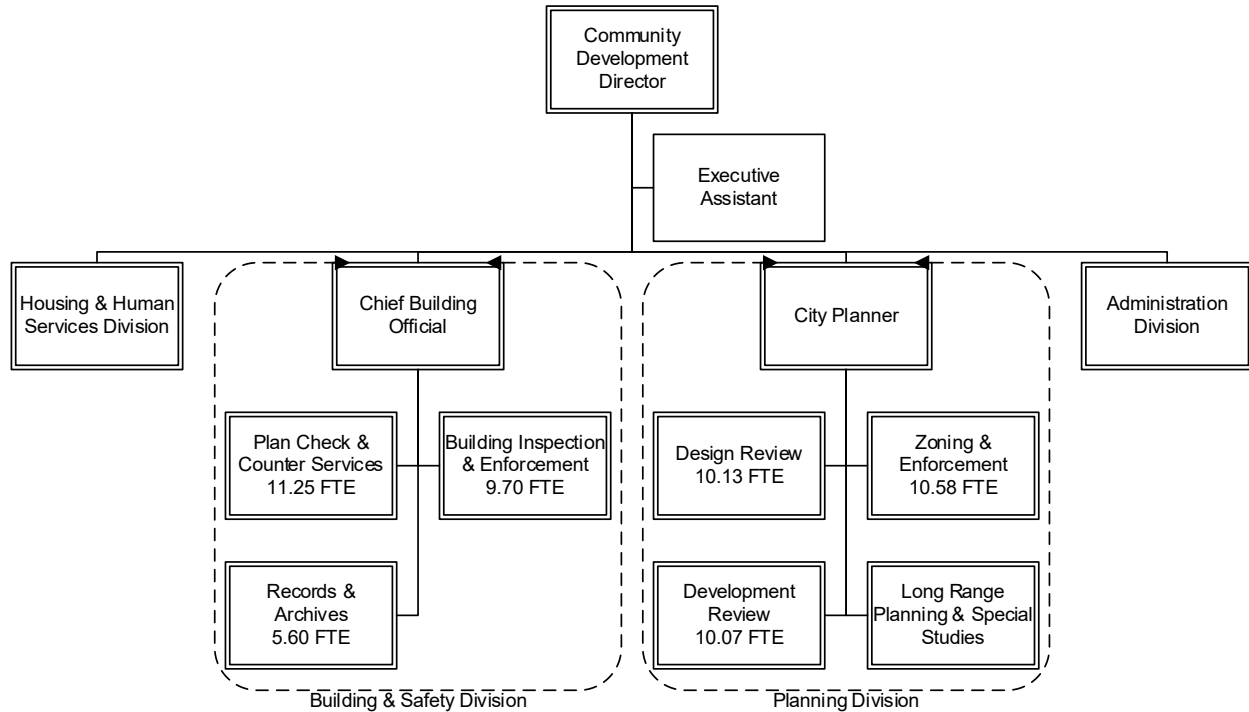 Community
Development
Director
Executive
Assistant
Housing & Human
Services Division
Chief Building
Official
City Planner
Administration
Division
Plan Check &
Counter Services
11.25 FTE
Building Inspection
& Enforcement
9.70 FTE
Design Review
10.13 FTE
Zoning &
Enforcement
10.58 FTE
Records &
Archives
5.60 FTE
Development
Review
10.07 FTE
Long Range
Planning & Special
Studies
Building & Safety Division
Planning Division